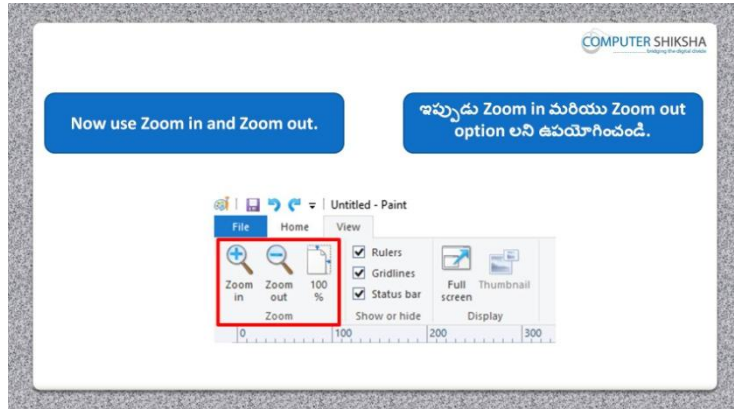 COMPUTER SHIKSHA
Bridging the digital divide
Now use Zoom in and Zoom out.
ఇప్పుడు Zoom in మరియు Zoom out
option లని ఉపయోగించండి.
Untitled - Paint
File Home View
Zoom in
Zoom out
100 %
Zoom
Rulers
Gridlines
Status bar
Show or hide
Full screen
Thumbnail
Display
0 100 200 300